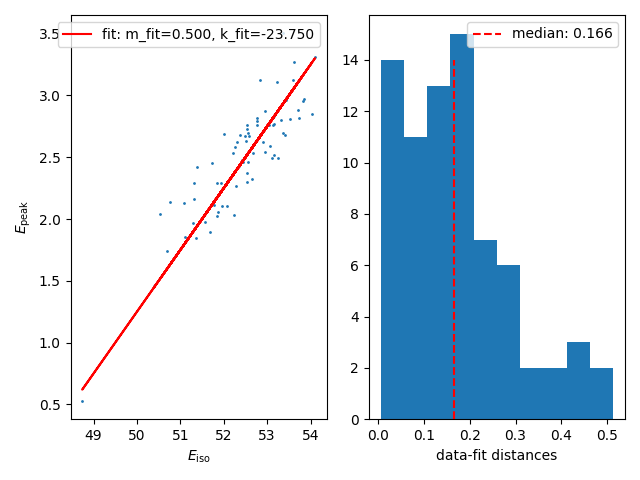 fit: m_fit=0.500, k_fit=-23.750
3.5
3.0
2.5
2.0
1.5
1.0
0.5
E_peak
49 50 51 52 53 54
E_iso
median: 0.166
14
12
10
8
6
4
2
0
0.0 0.1 0.2 0.3 0.4 0.5
data-fit distances